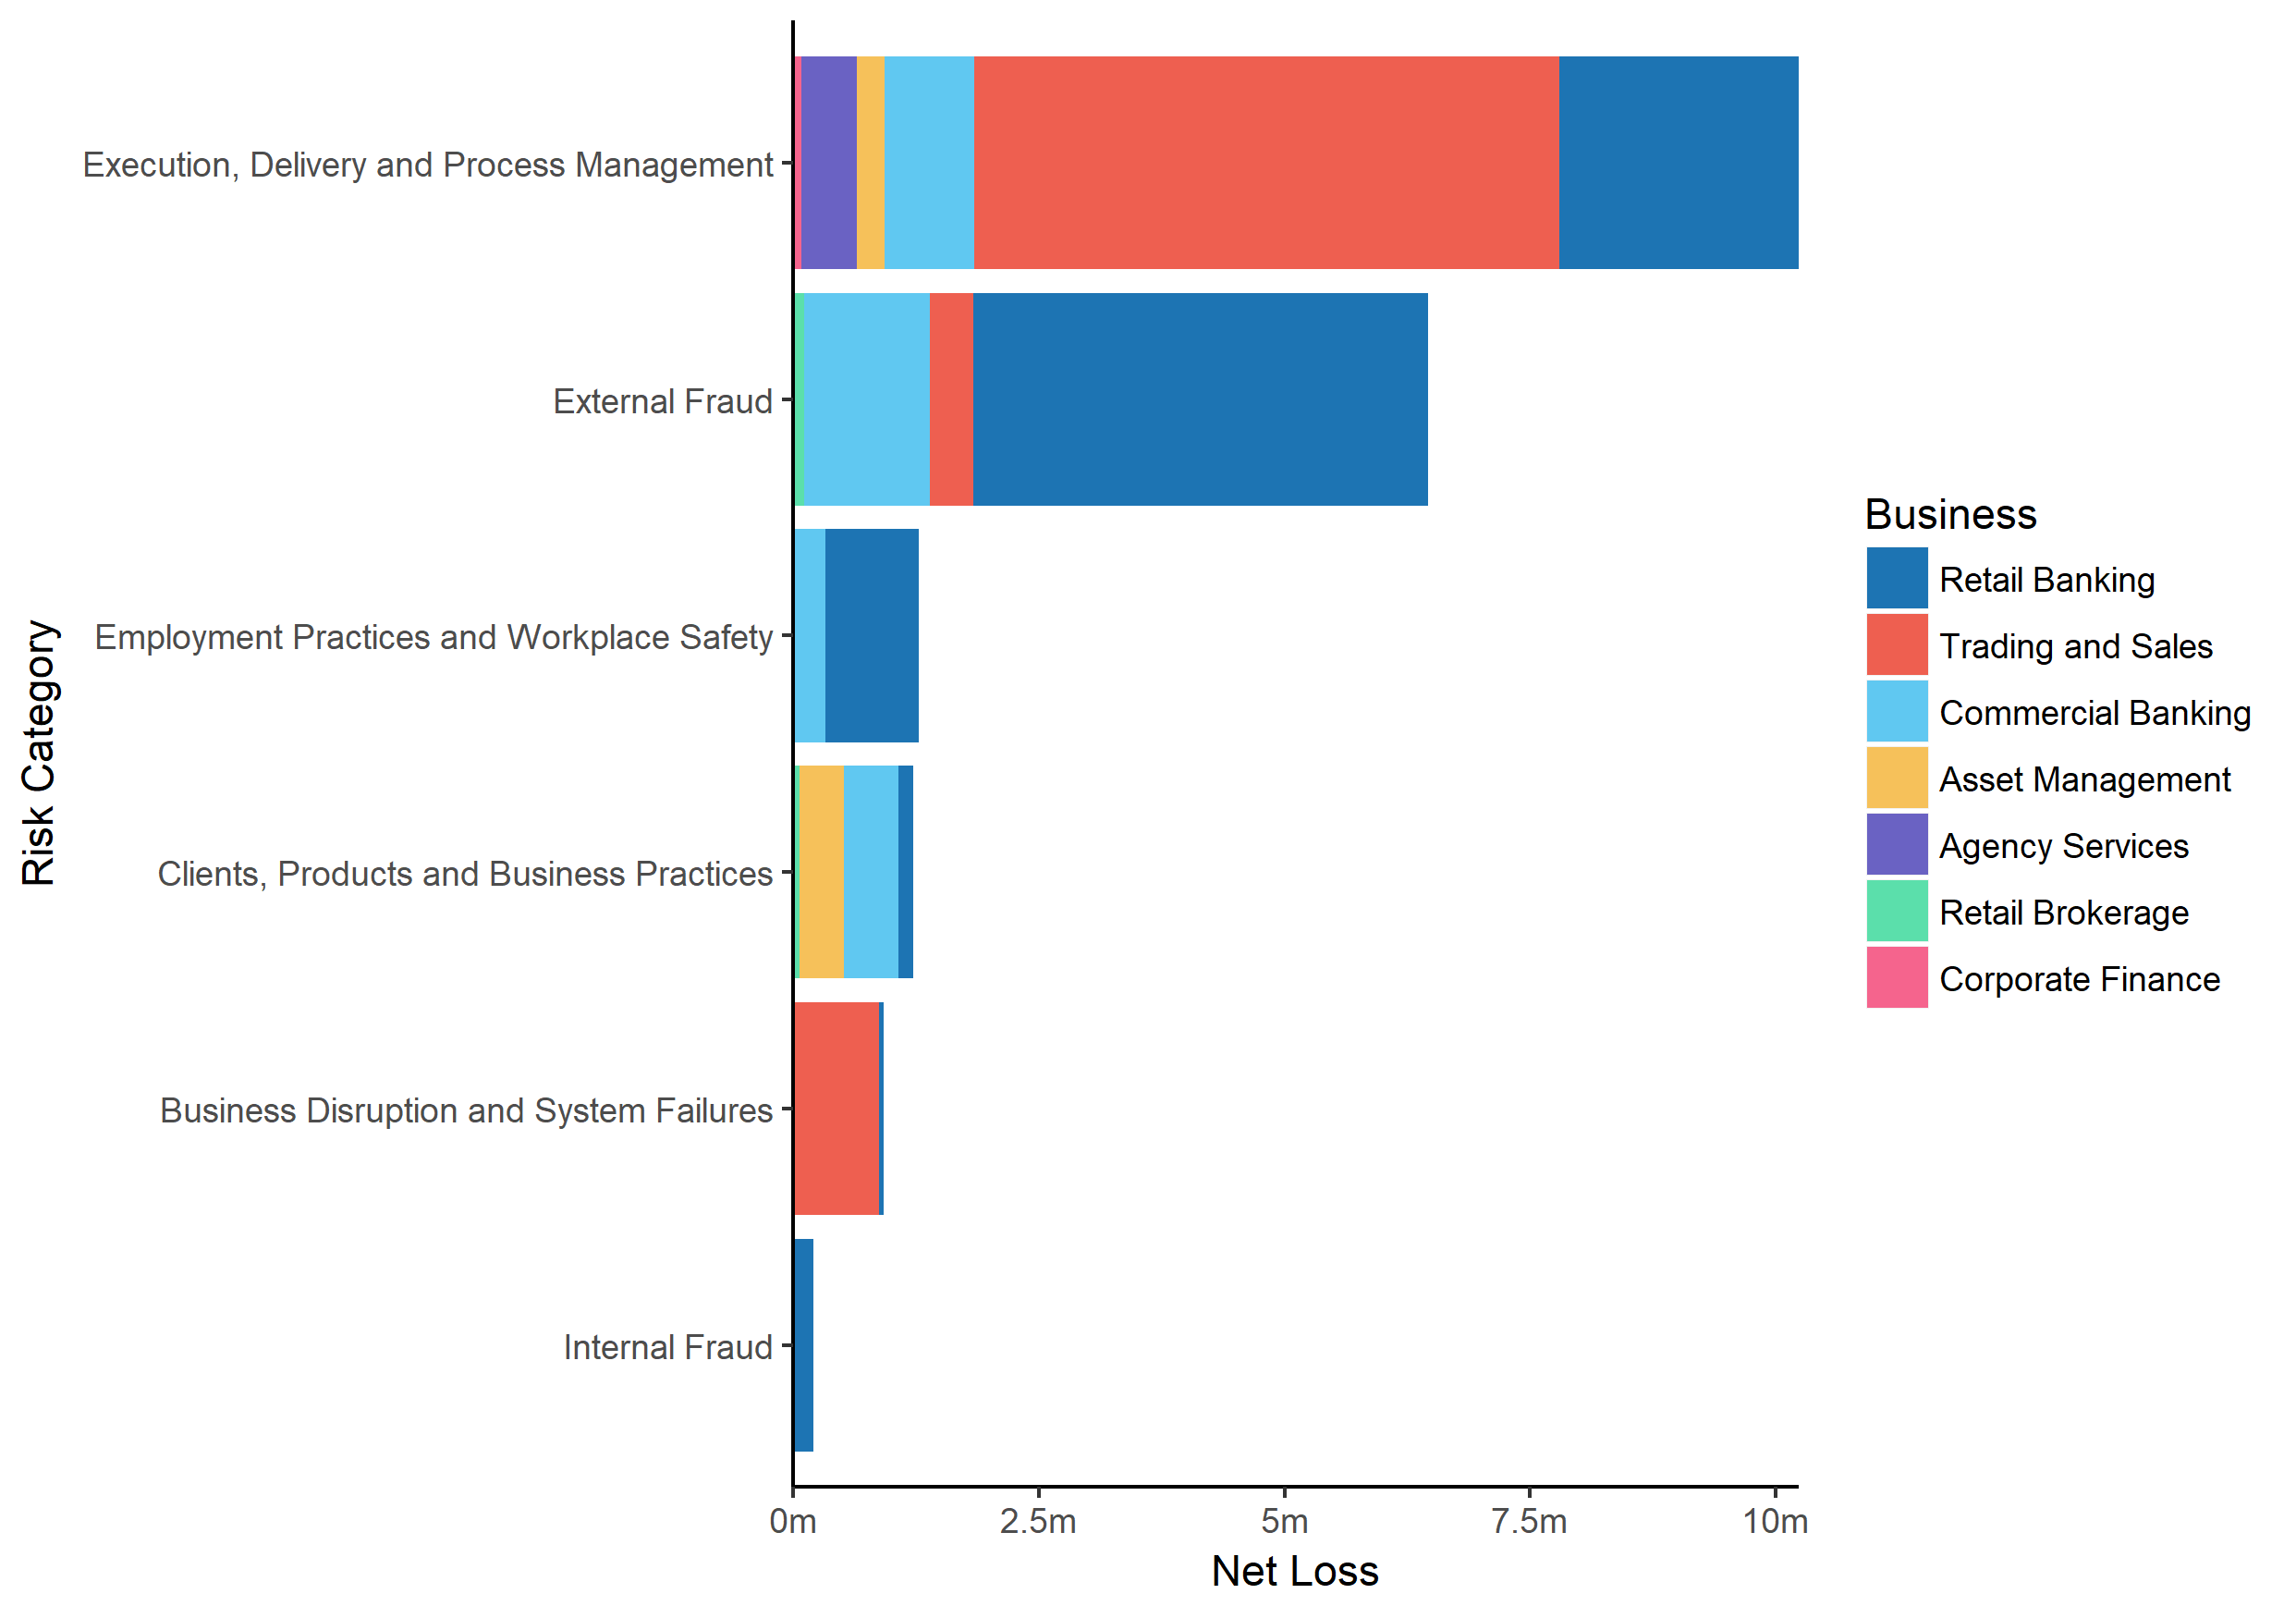 Execution, Delivery and Process Management
External Fraud
Employment Practices and Workplace Safety
Clients, Products and Business Practices
Business Disruption and System Failures
Internal Fraud
Risk Category
0m
2.5m
5m
7.5m
10m
Net Loss
Business
Retail Banking
Trading and Sales
Commercial Banking
Asset Management
Agency Services
Retail Brokerage
Corporate Finance